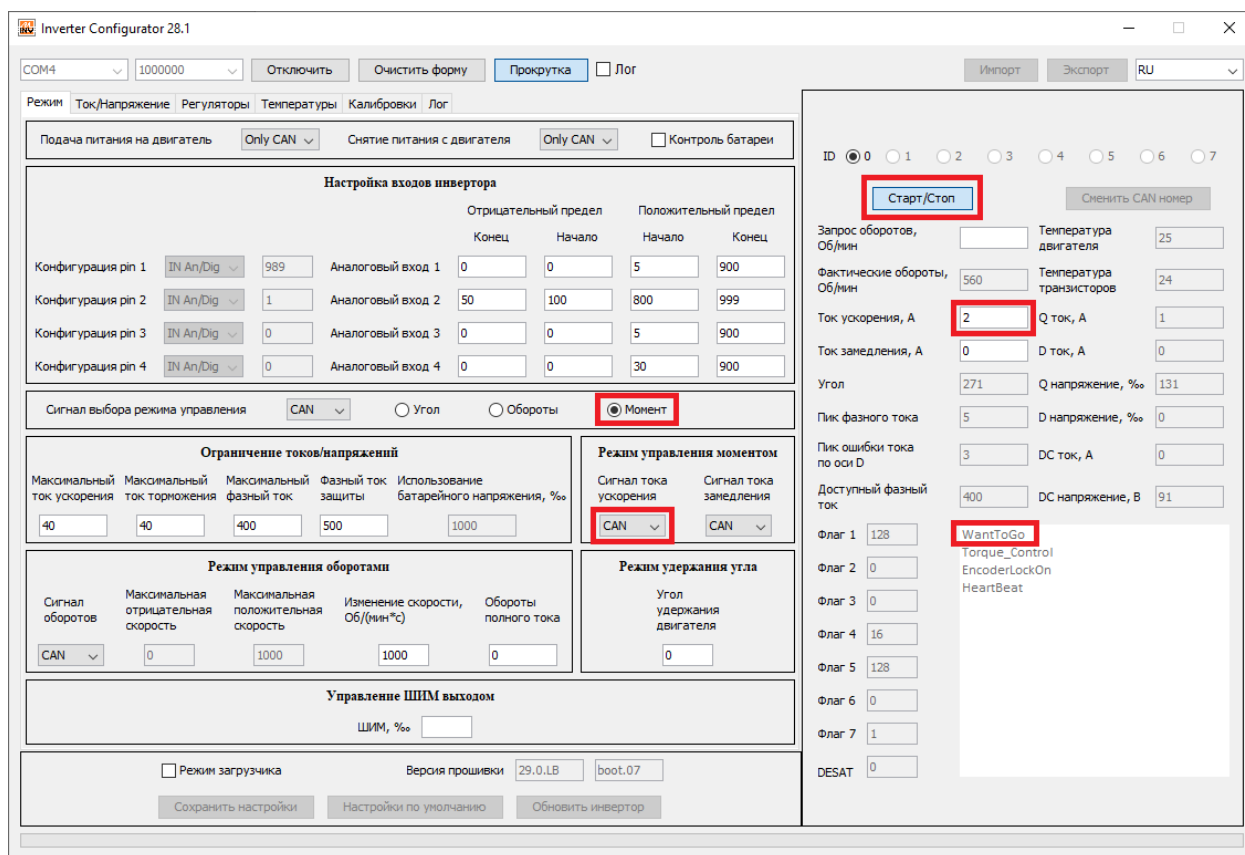 Inverter Configurator 28.1
COM4 1000000 Отключить Очистить форму Прокрутка Лог Импорт Экспорт RU
Режим Ток/Напряжение Регуляторы Температуры Калибровки Лог
Подача питания на двигатель Only CAN Снятие питания с двигателя Only CAN Контроль батареи
Настройка входов инвертора
Отрицательный предел Положительный предел
Конец Начало Начало Конец
Конфигурация pin 1 IN An/Dig 989 Аналоговый вход 1 0 0 5 900
Конфигурация pin 2 IN An/Dig 1 Аналоговый вход 2 50 100 800 999
Конфигурация pin 3 IN An/Dig 0 Аналоговый вход 3 0 0 5 900
Конфигурация pin 4 IN An/Dig 0 Аналоговый вход 4 0 0 30 900
Сигнал выбора режима управления CAN Угол Обороты Момент
Ограничение токов/напряжений
Максимальный Максимальный Максимальный Фазный ток Использование
ток ускорения ток торможения фазный ток защиты батарейного напряжения, ‰
40 40 400 500 1000
Режим управления моментом
Сигнал тока Сигнал тока
ускорения замедления
CAN CAN
Режим управления оборотами
Сигнал
оборотов
Максимальная
отрицательная
скорость
Максимальная
положительная
скорость
Изменение скорости,
Об/(мин*с)
Обороты
полного тока
CAN 0 1000 1000 0
Режим удержания угла
Угол
удержания
двигателя
0
Управление ШИМ выходом
ШИМ, ‰
Режим загрузчика Версия прошивки 29.0.LB boot.07
Сохранить настройки Настройки по умолчанию Обновить инвертор
ID 0 1 2 3 4 5 6 7
Старт/Стоп Сменить CAN номер
Запрос оборотов,
Об/мин
Температура
двигателя
25
Фактические обороты,
Об/мин
560
Температура
транзисторов
24
Ток ускорения, А 2 Q ток, А 1
Ток замедления, А 0 D ток, А 0
Угол 271 Q напряжение, ‰ 131
Пик фазного тока 5 D напряжение, ‰ 0
Пик ошибки тока
по оси D
3 DC ток, А 0
Доступный фазный
ток
400 DC напряжение, В 91
Флаг 1 128
Флаг 2 0
Флаг 3 0
Флаг 4 16
Флаг 5 128
Флаг 6 0
Флаг 7 1
DESAT 0
WantToGo
Torque_Control
EncoderLockOn
HeartBeat